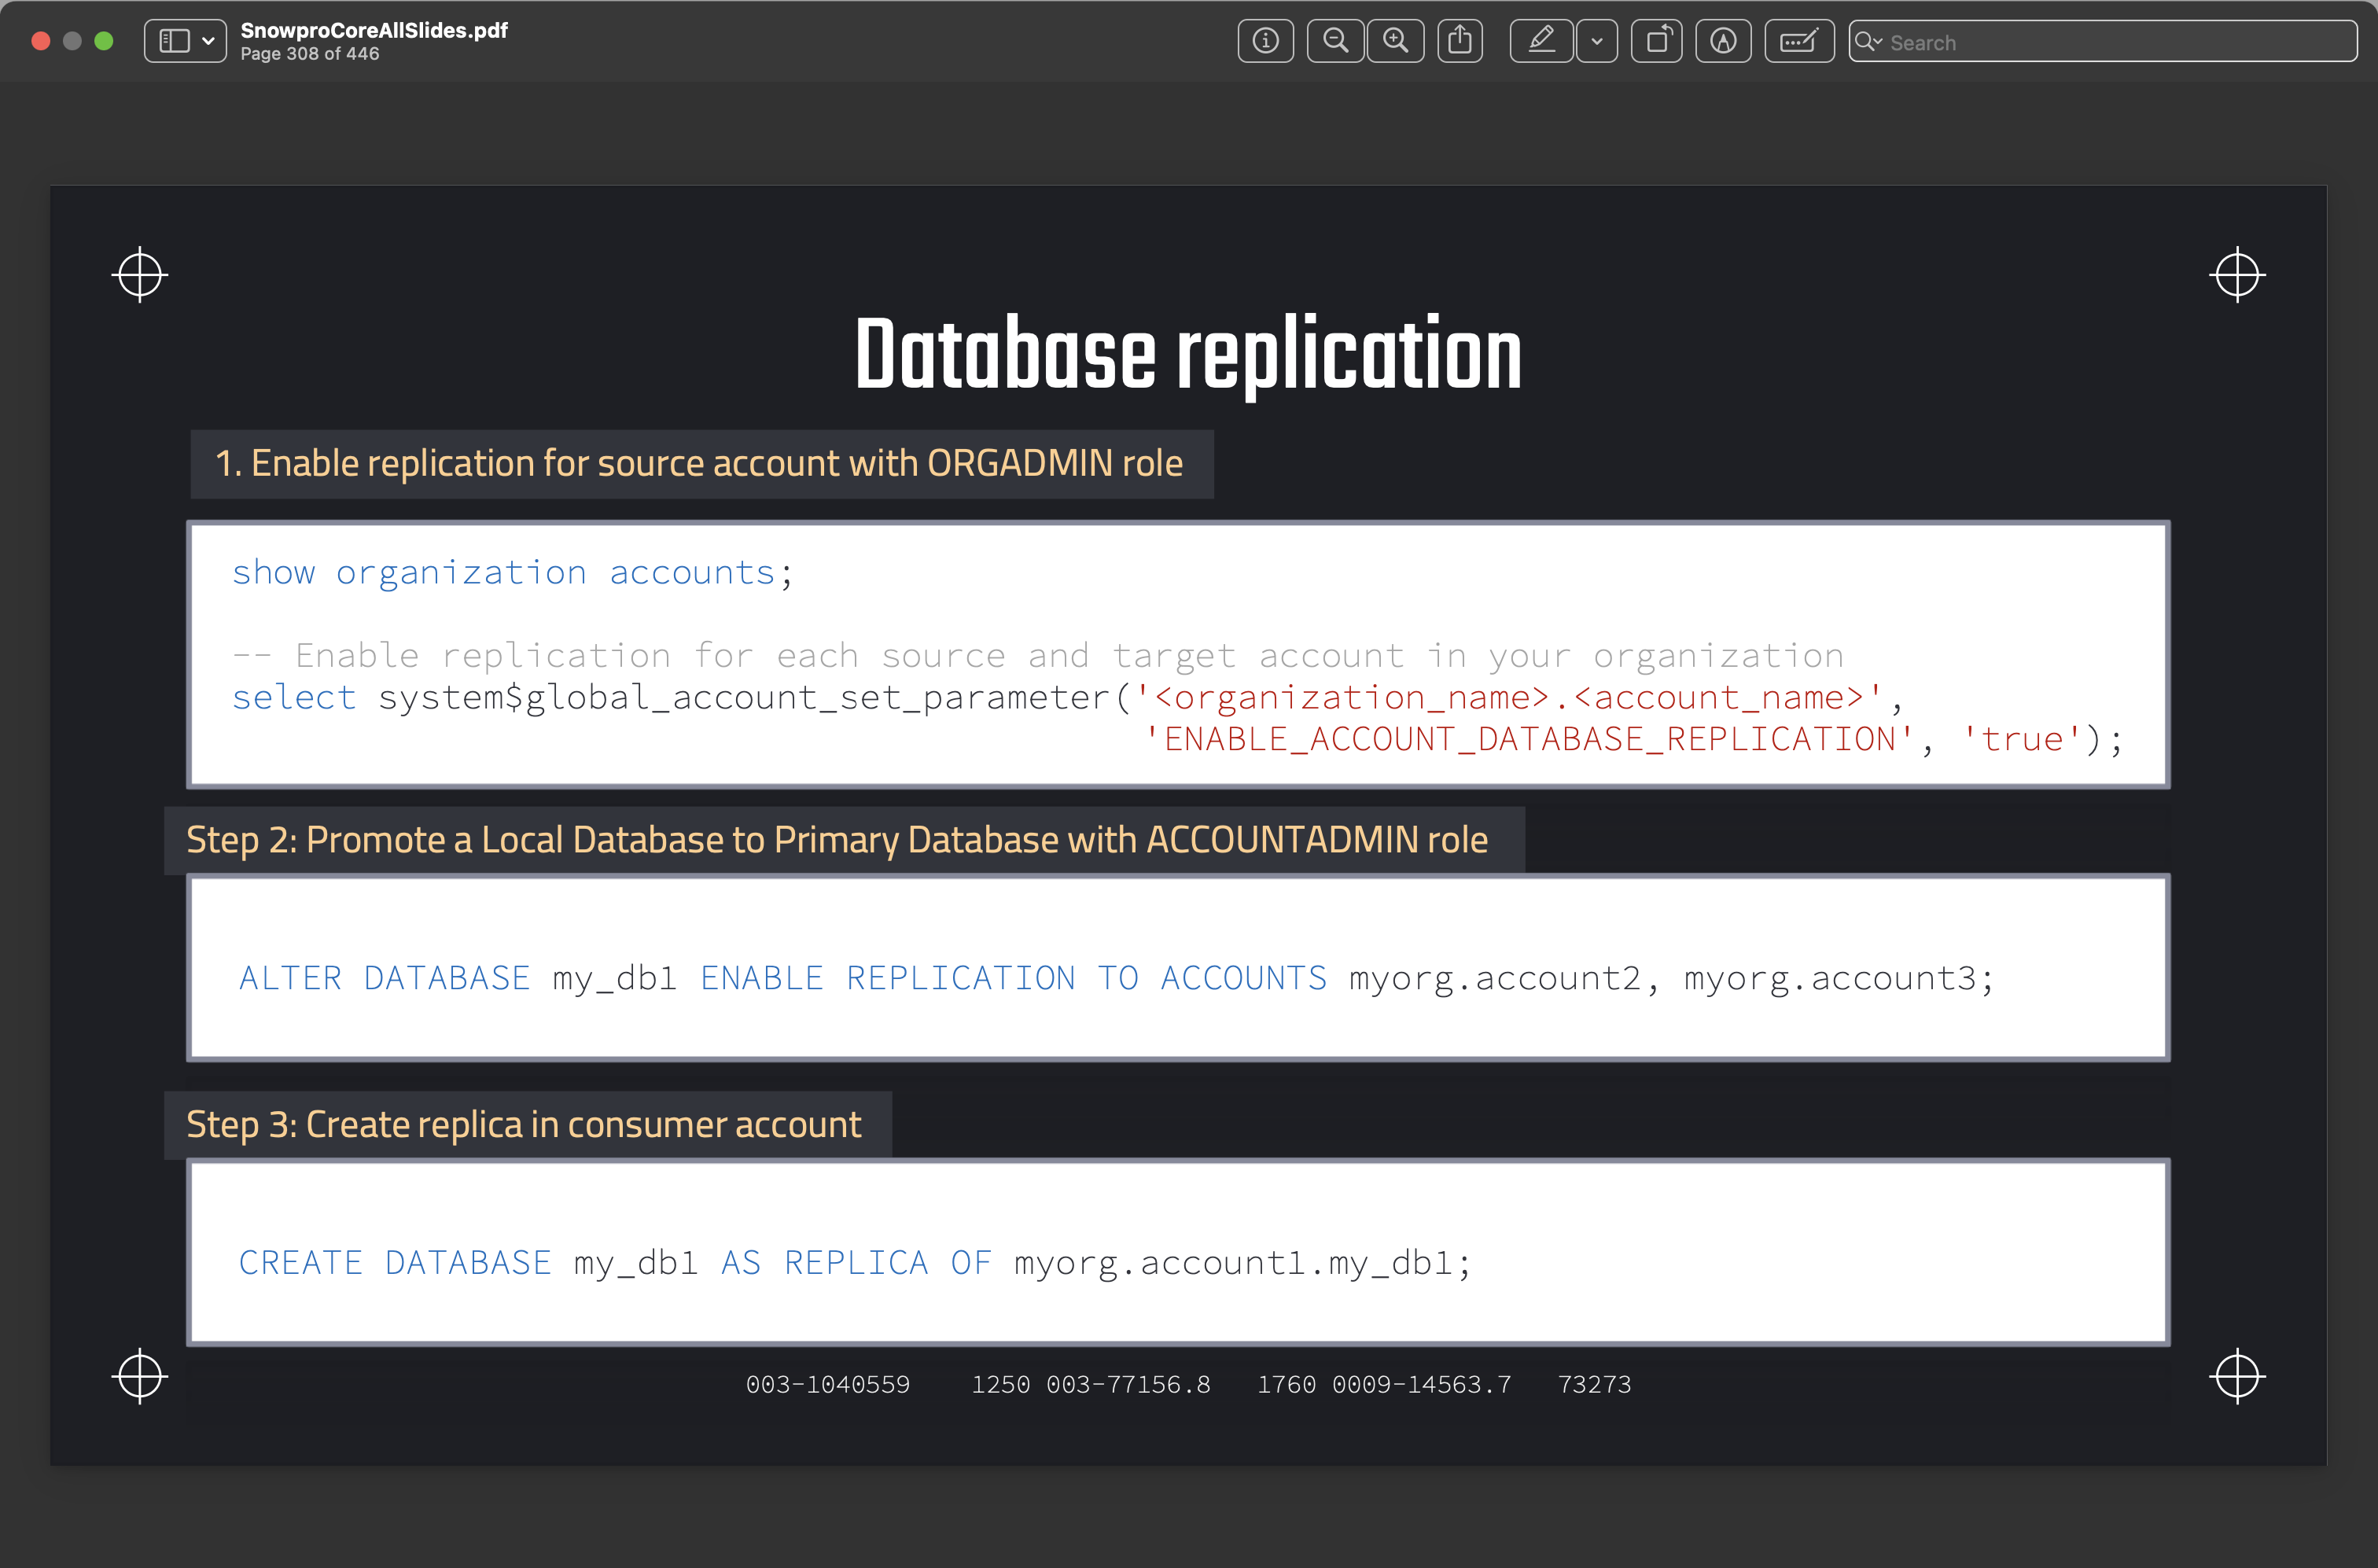 SnowproCoreAllSlides.pdf
Page 308 of 446
Search
Database replication
1. Enable replication for source account with ORGADMIN role
show organization accounts;
-- Enable replication for each source and target account in your organization
select system$global_account_set_parameter('<organization_name>.<account_name>',
'ENABLE_ACCOUNT_DATABASE_REPLICATION', 'true');
Step 2: Promote a Local Database to Primary Database with ACCOUNTADMIN role
ALTER DATABASE my_db1 ENABLE REPLICATION TO ACCOUNTS myorg.account2, myorg.account3;
Step 3: Create replica in consumer account
CREATE DATABASE my_db1 AS REPLICA OF myorg.account1.my_db1;
003-1040559 1250 003-77156.8 1760 0009-14563.7 73273